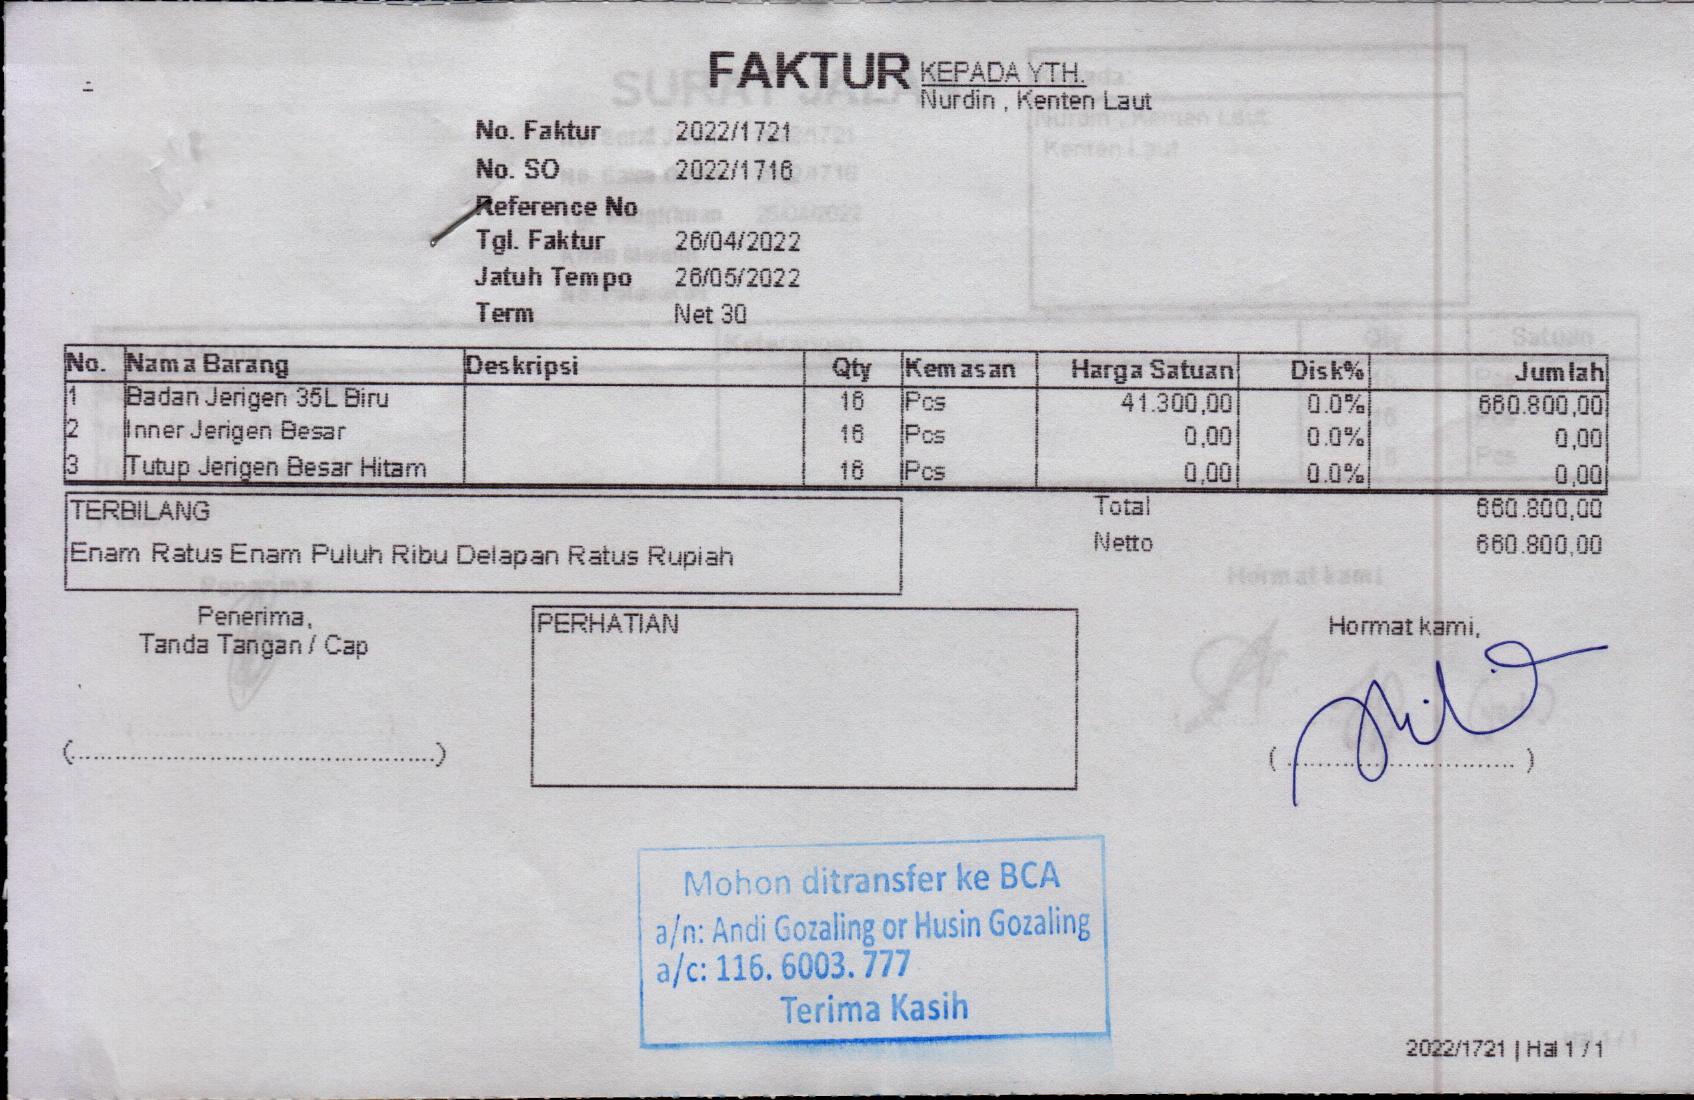 FAKTUR
KEPADA YTH.
Nurdin , Kenten Laut
No. Faktur 2022/1721
No. SO 2022/1716
Reference No
Tgl. Faktur 26/04/2022
Jatuh Tempo 26/05/2022
Term Net 30
No. Nama Barang Deskripsi Qty Kemasan Harga Satuan Disk% Jumlah
1 Badan Jerigen 35L Biru 16 Pcs 41.300,00 0.0% 660.800,00
2 Inner Jerigen Besar 16 Pcs 0,00 0.0% 0,00
3 Tutup Jerigen Besar Hitam 16 Pcs 0,00 0.0% 0,00
Total 660.800,00
Netto 660.800,00
TERBILANG
Enam Ratus Enam Puluh Ribu Delapan Ratus Rupiah
Penerima,
Tanda Tangan / Cap
(................................................)
PERHATIAN
Hormat kami,
( .............................. )
Mohon ditransfer ke BCA
a/n: Andi Gozaling or Husin Gozaling
a/c: 116. 6003. 777
Terima Kasih
2022/1721 | Hal 1 / 1